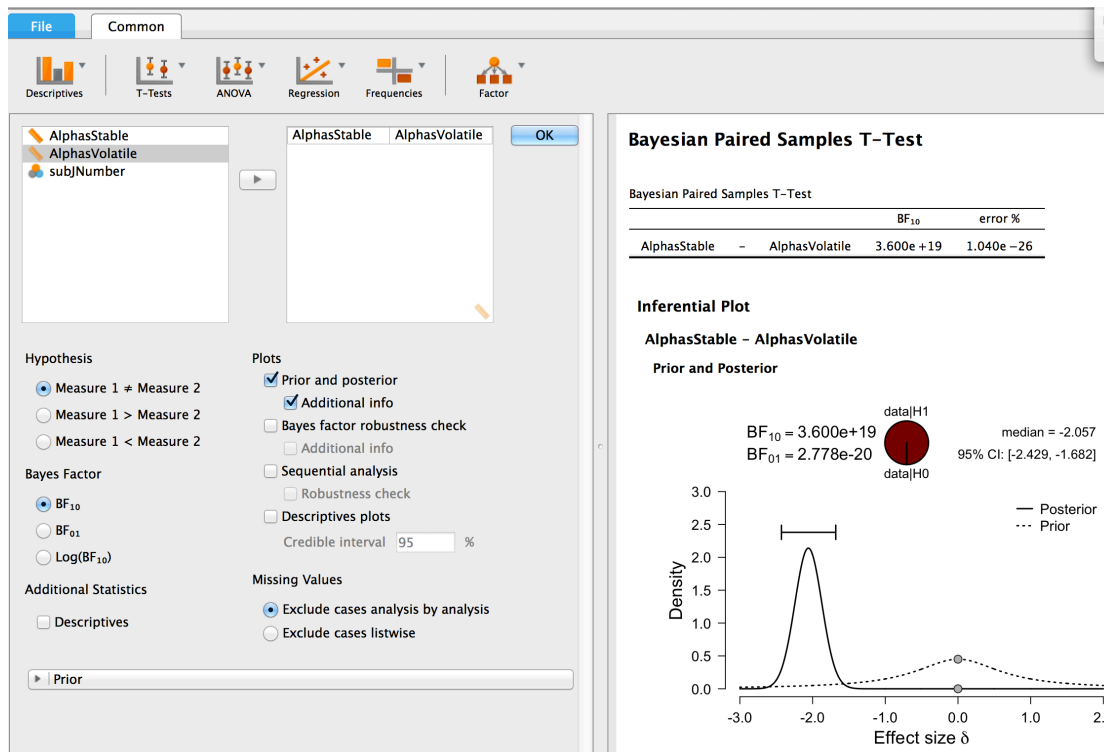 File Common
Descriptives T-Tests ANOVA Regression Frequencies Factor
AlphasStable
AlphasVolatile
subJNumber
AlphasStable AlphasVolatile
OK
Hypothesis
Measure 1 ≠ Measure 2
Measure 1 > Measure 2
Measure 1 < Measure 2
Bayes Factor
BF₁₀
BF₀₁
Log(BF₁₀)
Additional Statistics
Descriptives
Plots
Prior and posterior
Additional info
Bayes factor robustness check
Additional info
Sequential analysis
Robustness check
Descriptives plots
Credible interval 95 %
Missing Values
Exclude cases analysis by analysis
Exclude cases listwise
Prior
Bayesian Paired Samples T-Test
Bayesian Paired Samples T-Test
BF₁₀ error %
AlphasStable – AlphasVolatile 3.600e +19 1.040e −26
Inferential Plot
AlphasStable – AlphasVolatile
Prior and Posterior
data|H1
BF₁₀ = 3.600e+19
BF₀₁ = 2.778e-20
data|H0
median = -2.057
95% CI: [-2.429, -1.682]
Posterior
Prior
Density
3.0
2.5
2.0
1.5
1.0
0.5
0.0
-3.0 -2.0 -1.0 0.0 1.0
Effect size δ